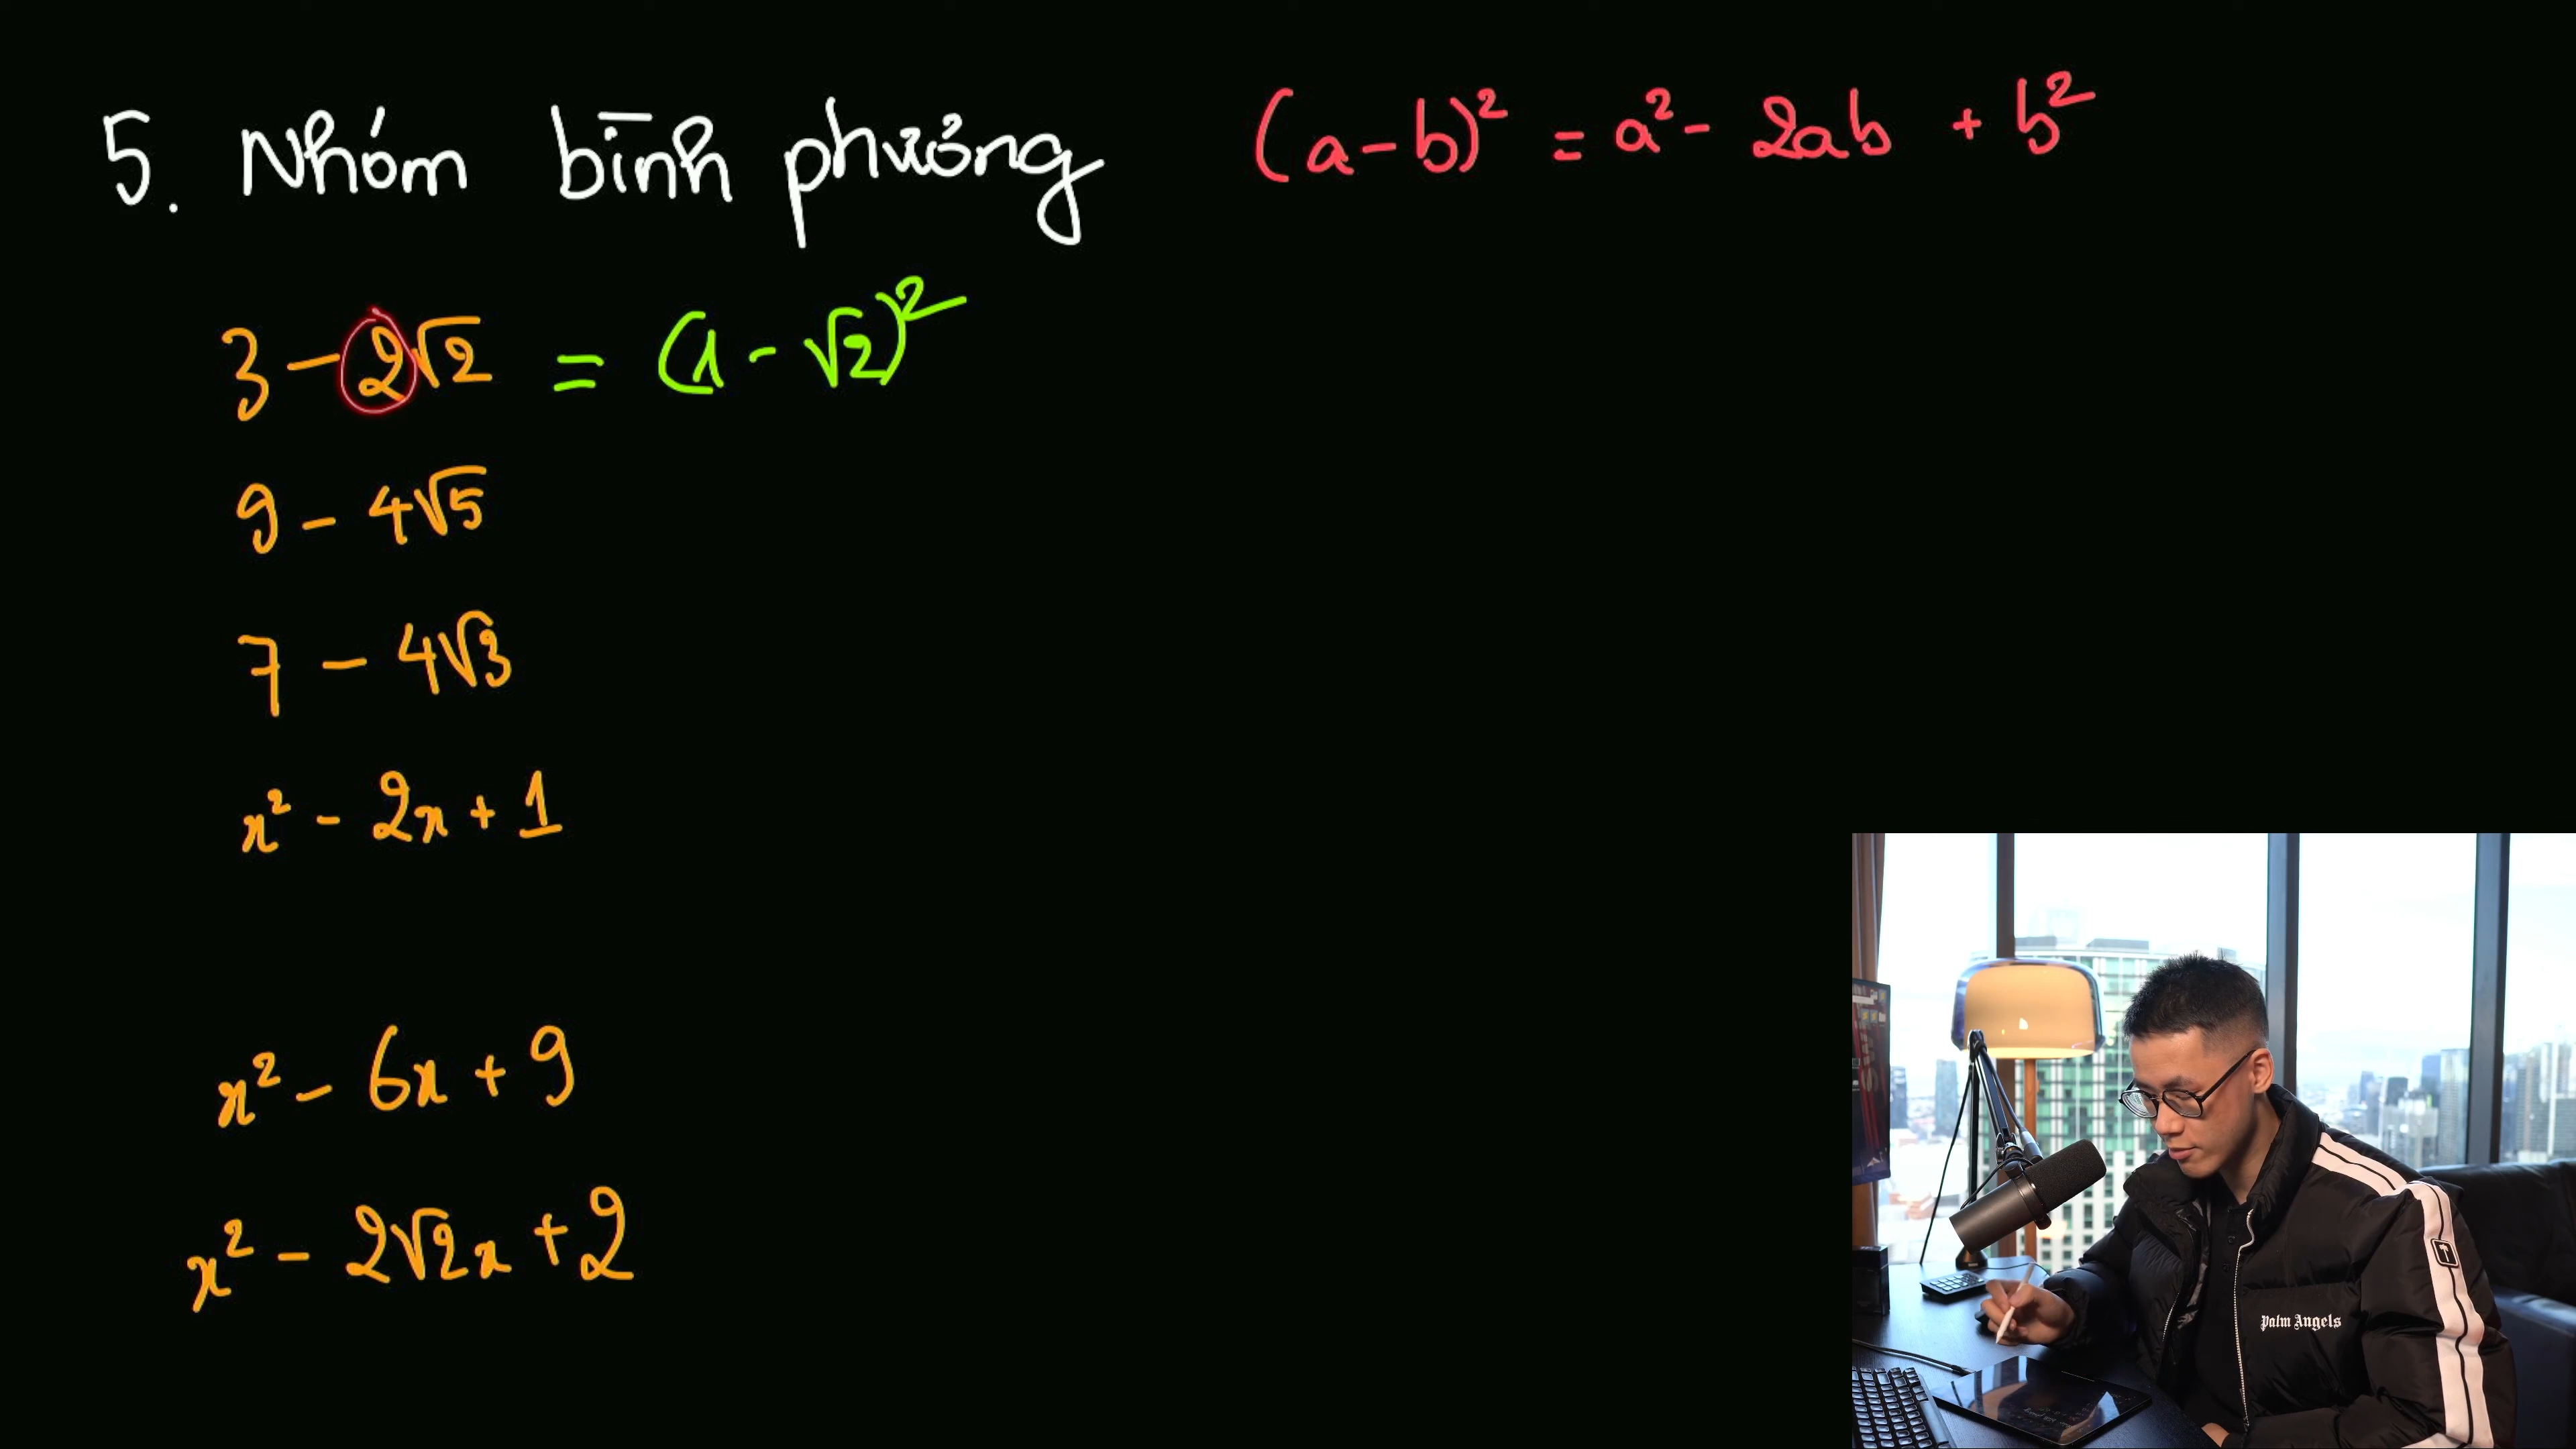 5. Nhóm bình phương
(a-b)² = a² - 2ab + b²
3 - 2√2 = (1 - √2)²
9 - 4√5
7 - 4√3
x² - 2x + 1
x² - 6x + 9
x² - 2√2x + 2
Palm Angels